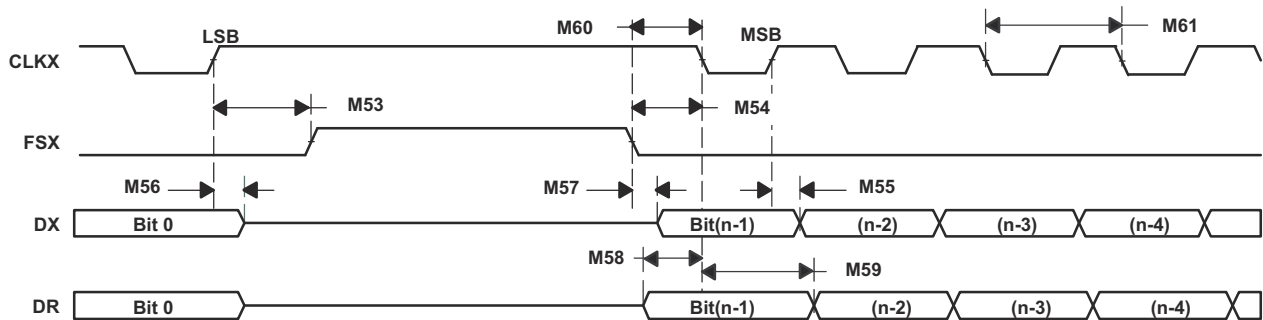 LSB M60 MSB M61
CLKX
M53 M54
FSX
M56 M57 M55
DX Bit 0 Bit(n-1) (n-2) (n-3) (n-4)
M58 M59
DR Bit 0 Bit(n-1) (n-2) (n-3) (n-4)